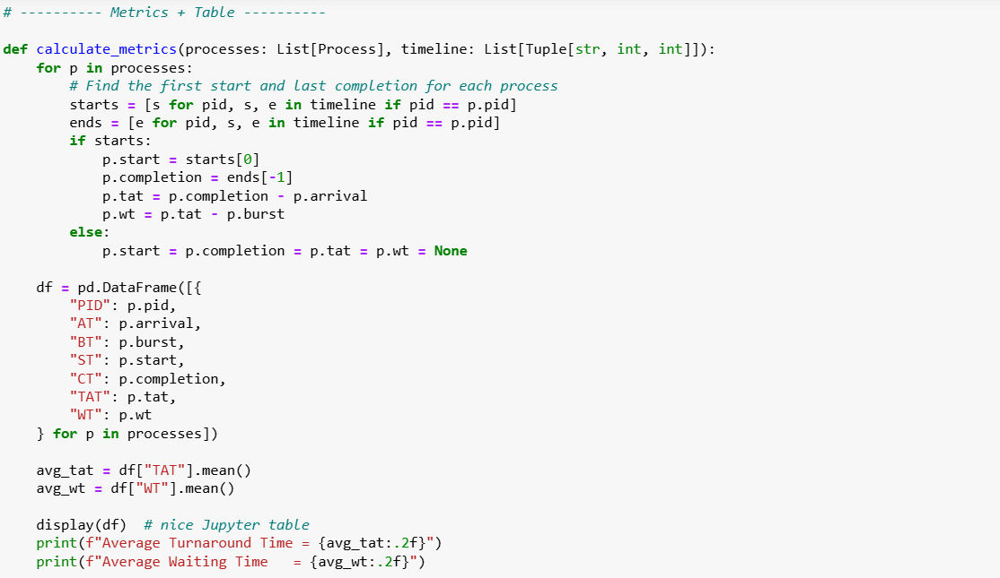 # ---------- Metrics + Table ----------
def calculate_metrics(processes: List[Process], timeline: List[Tuple[str, int, int]]):
    for p in processes:
        # Find the first start and last completion for each process
        starts = [s for pid, s, e in timeline if pid == p.pid]
        ends = [e for pid, s, e in timeline if pid == p.pid]
        if starts:
            p.start = starts[0]
            p.completion = ends[-1]
            p.tat = p.completion - p.arrival
            p.wt = p.tat - p.burst
        else:
            p.start = p.completion = p.tat = p.wt = None
    df = pd.DataFrame([{
        "PID": p.pid,
        "AT": p.arrival,
        "BT": p.burst,
        "ST": p.start,
        "CT": p.completion,
        "TAT": p.tat,
        "WT": p.wt
    } for p in processes])
    avg_tat = df["TAT"].mean()
    avg_wt = df["WT"].mean()
    display(df)  # nice Jupyter table
    print(f"Average Turnaround Time = {avg_tat:.2f}")
    print(f"Average Waiting Time   = {avg_wt:.2f}")